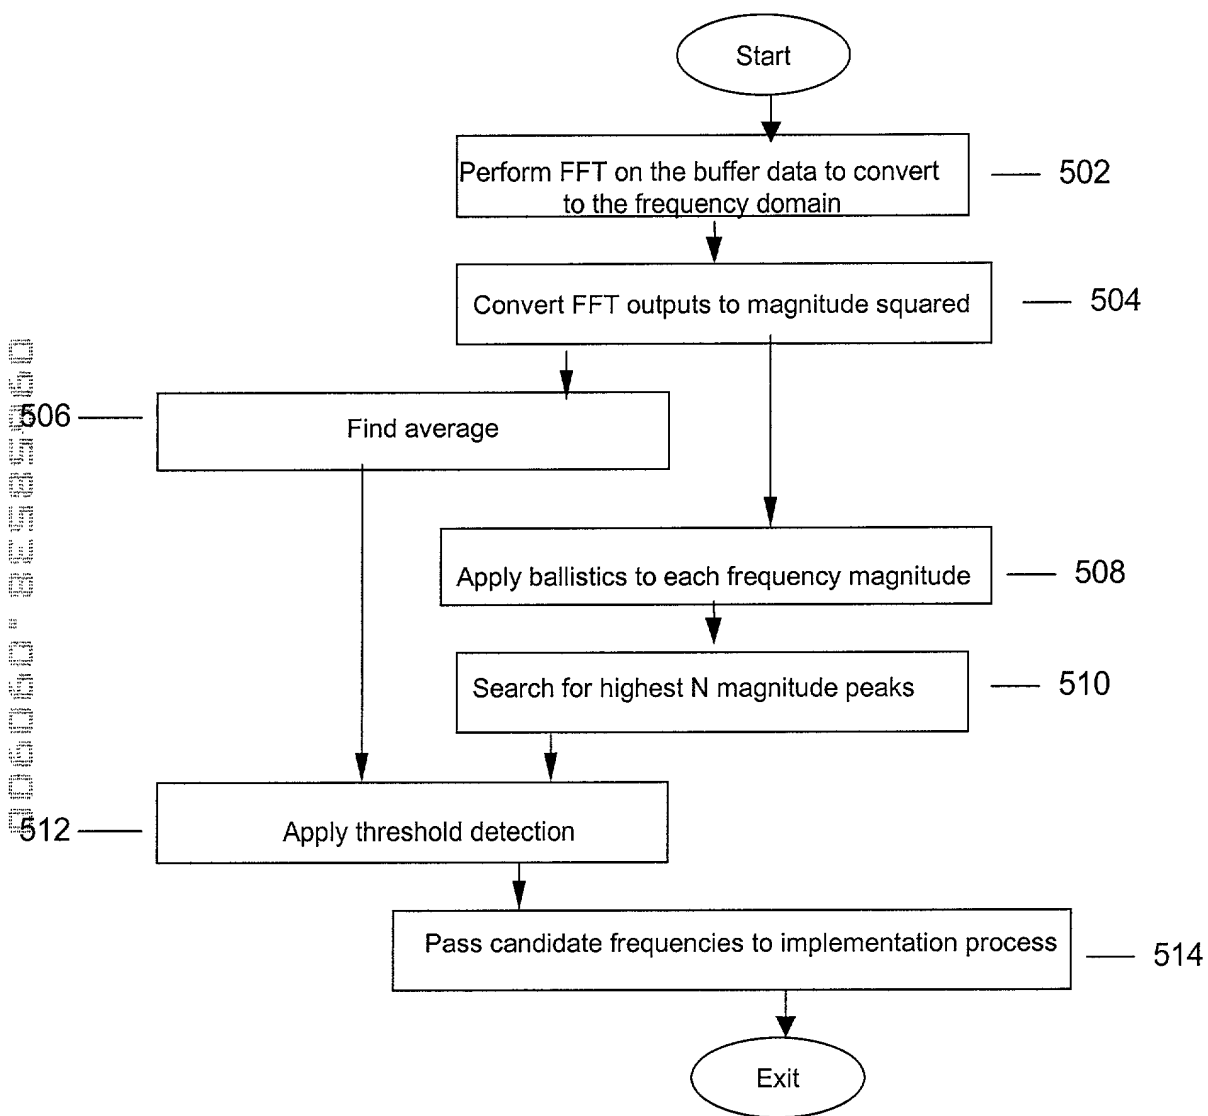 Start
Perform FFT on the buffer data to convert
to the frequency domain
502
Convert FFT outputs to magnitude squared
504
506
Find average
Apply ballistics to each frequency magnitude
508
Search for highest N magnitude peaks
510
512
Apply threshold detection
Pass candidate frequencies to implementation process
514
Exit